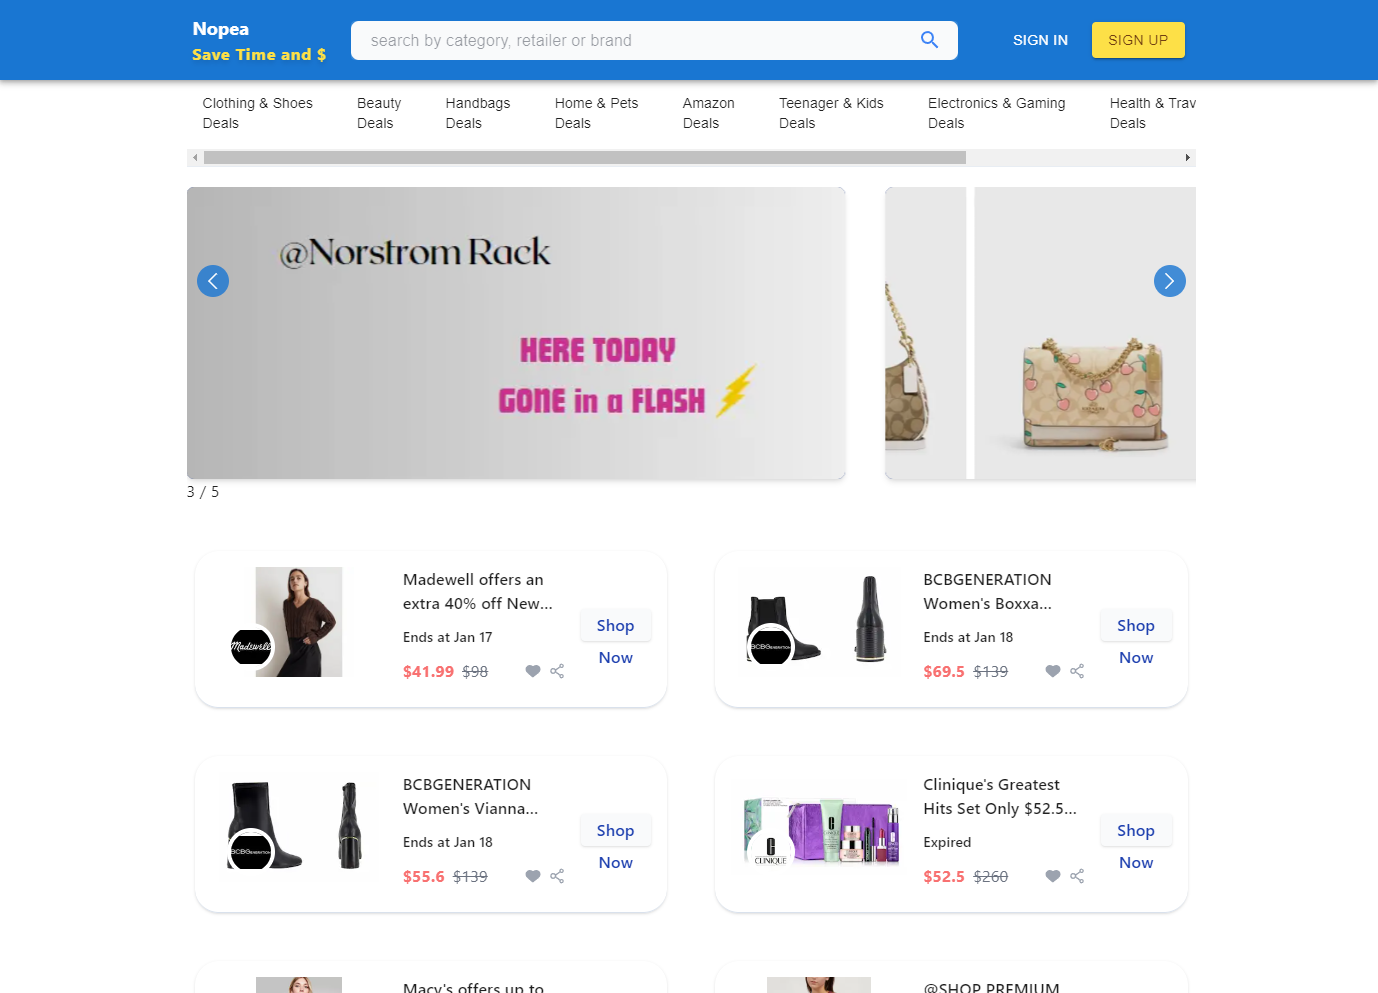 Nopea
Save Time and $
search by category, retailer or brand
SIGN IN
SIGN UP
Clothing & Shoes
Deals
Beauty
Deals
Handbags
Deals
Home & Pets
Deals
Amazon
Deals
Teenager & Kids
Deals
Electronics & Gaming
Deals
Health & Trav
Deals
@Norstrom Rack
HERE TODAY
GONE in a FLASH
3 / 5
Madewell
Madewell offers an
extra 40% off New...
Ends at Jan 17
$41.99 $98
Shop
Now
BCBGENERATION
BCBGENERATION
Women's Boxxa...
Ends at Jan 18
$69.5 $139
Shop
Now
BCBGENERATION
BCBGENERATION
Women's Vianna...
Ends at Jan 18
$55.6 $139
Shop
Now
CLINIQUE
Clinique's Greatest
Hits Set Only $52.5...
Expired
$52.5 $260
Shop
Now
Macy's offers up to
@SHOP PREMIUM